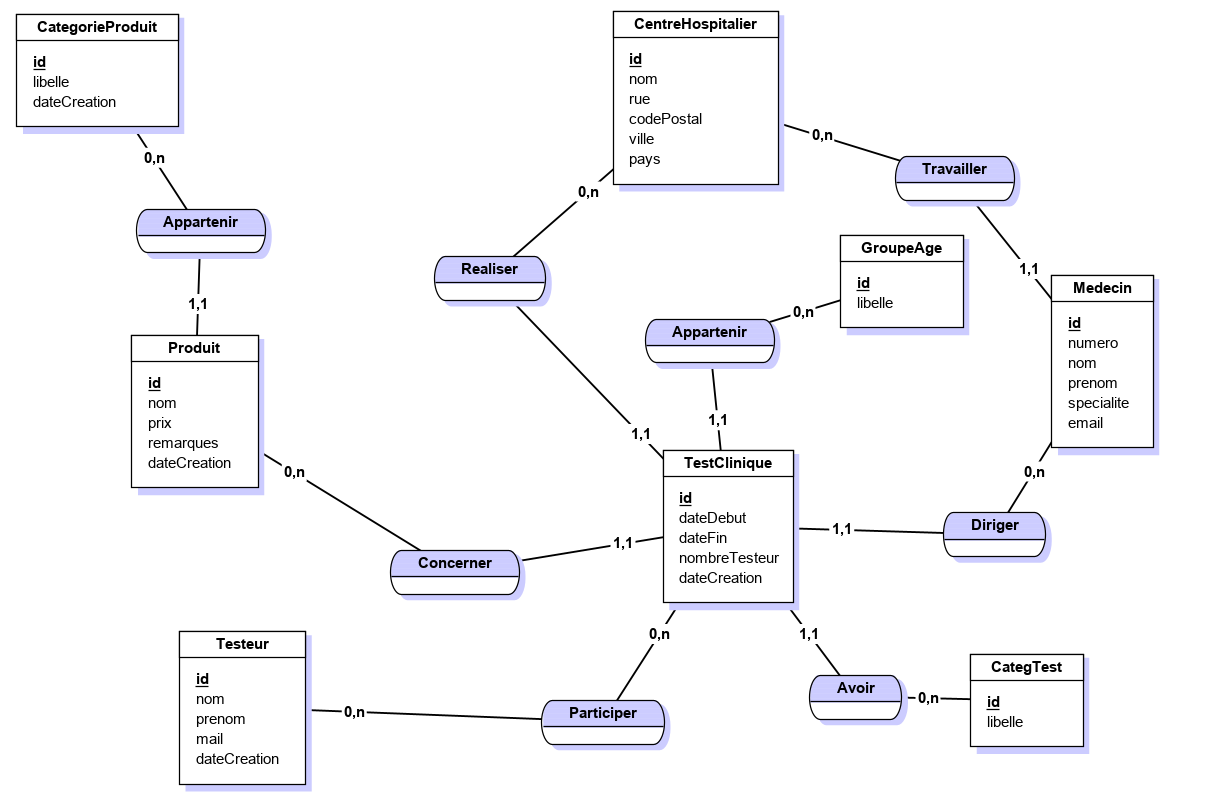 CategorieProduit
id
libelle
dateCreation
0,n
Appartenir
1,1
Produit
id
nom
prix
remarques
dateCreation
0,n
Concerner
1,1
CentreHospitalier
id
nom
rue
codePostal
ville
pays
0,n
Realiser
1,1
0,n
Travailler
1,1
GroupeAge
id
libelle
0,n
Appartenir
1,1
Medecin
id
numero
nom
prenom
specialite
email
0,n
Diriger
1,1
TestClinique
id
dateDebut
dateFin
nombreTesteur
dateCreation
0,n
Participer
0,n
Testeur
id
nom
prenom
mail
dateCreation
1,1
Avoir
0,n
CategTest
id
libelle